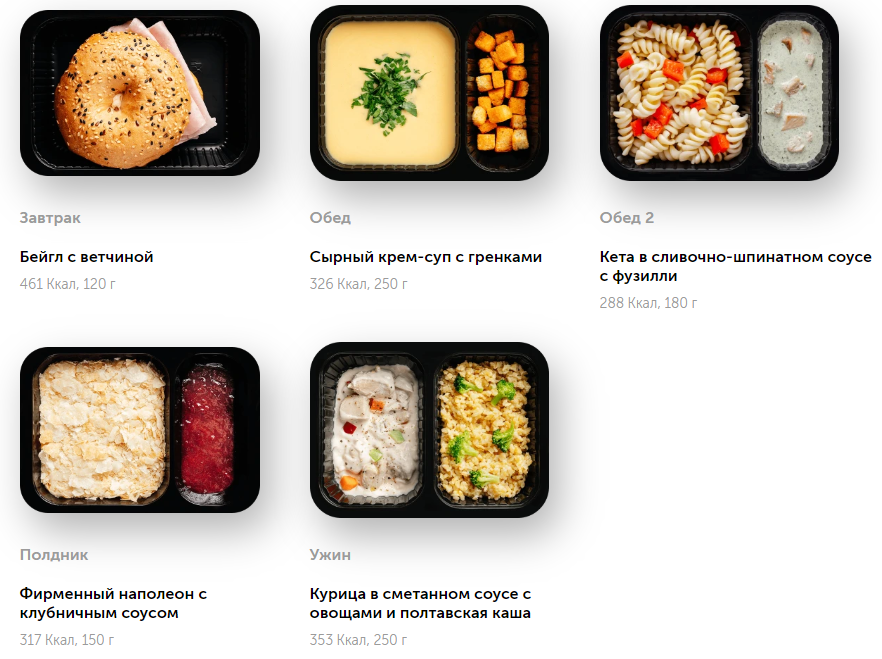 Завтрак
Бейгл с ветчиной
461 Ккал, 120 г
Обед
Сырный крем-суп с гренками
326 Ккал, 250 г
Обед 2
Кета в сливочно-шпинатном соусе
с фузилли
288 Ккал, 180 г
Полдник
Фирменный наполеон с
клубничным соусом
317 Ккал, 150 г
Ужин
Курица в сметанном соусе с
овощами и полтавская каша
353 Ккал, 250 г